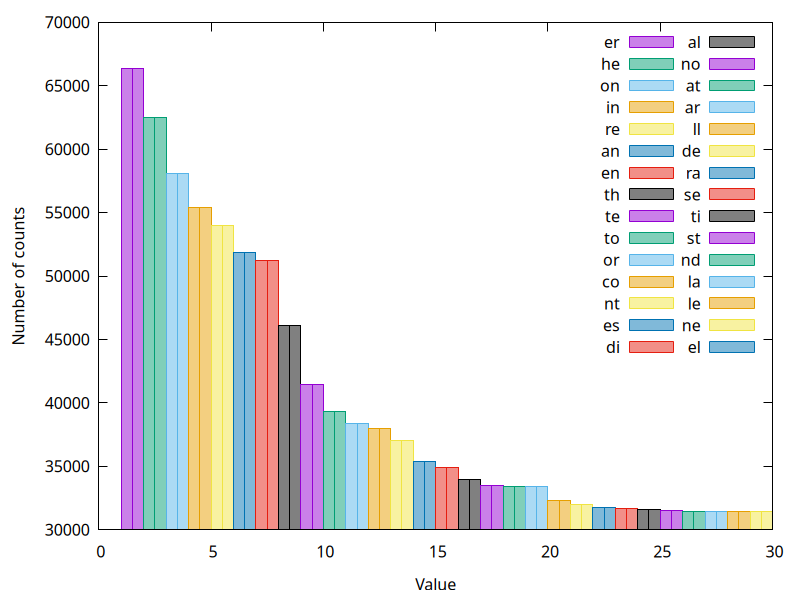 70000
65000
60000
55000
50000
45000
40000
35000
30000
0 5 10 15 20 25 30
Number of counts
Value
er al
he no
on at
in ar
re ll
an de
en ra
th se
te ti
to st
or nd
co la
nt le
es ne
di el